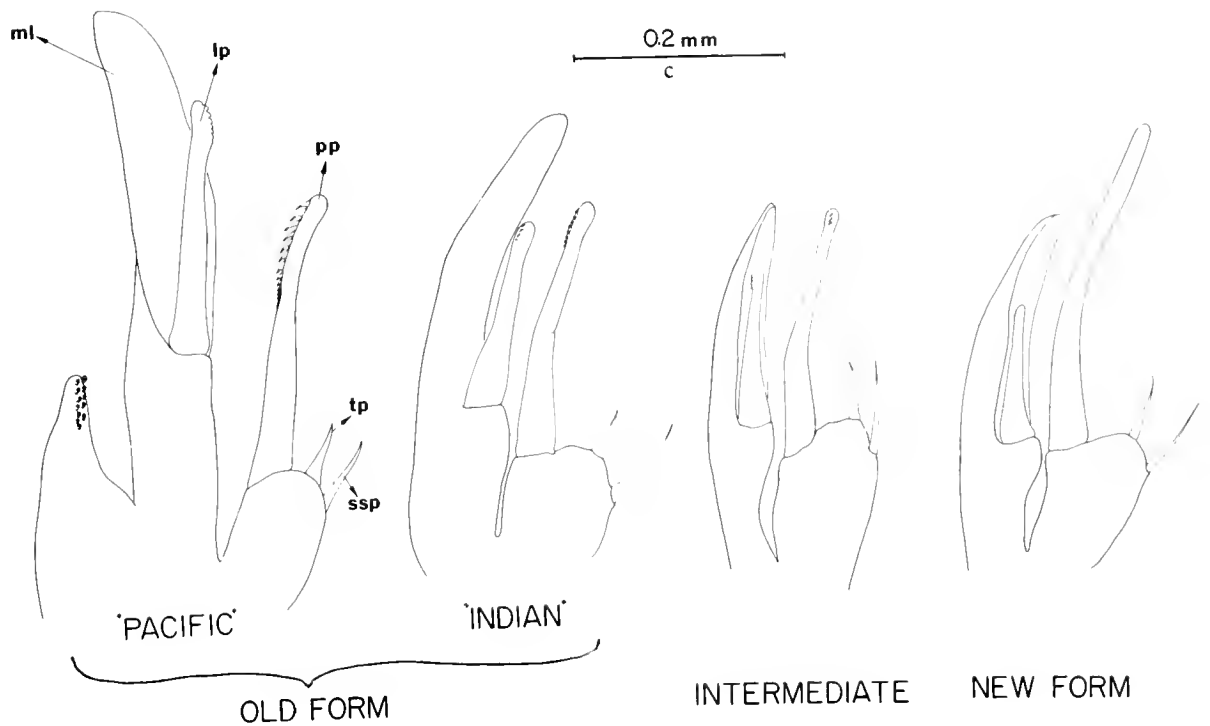 ml
lp
0.2 mm
c
pp
tp
ssp
"PACIFIC"
"INDIAN"
OLD FORM
INTERMEDIATE
NEW FORM